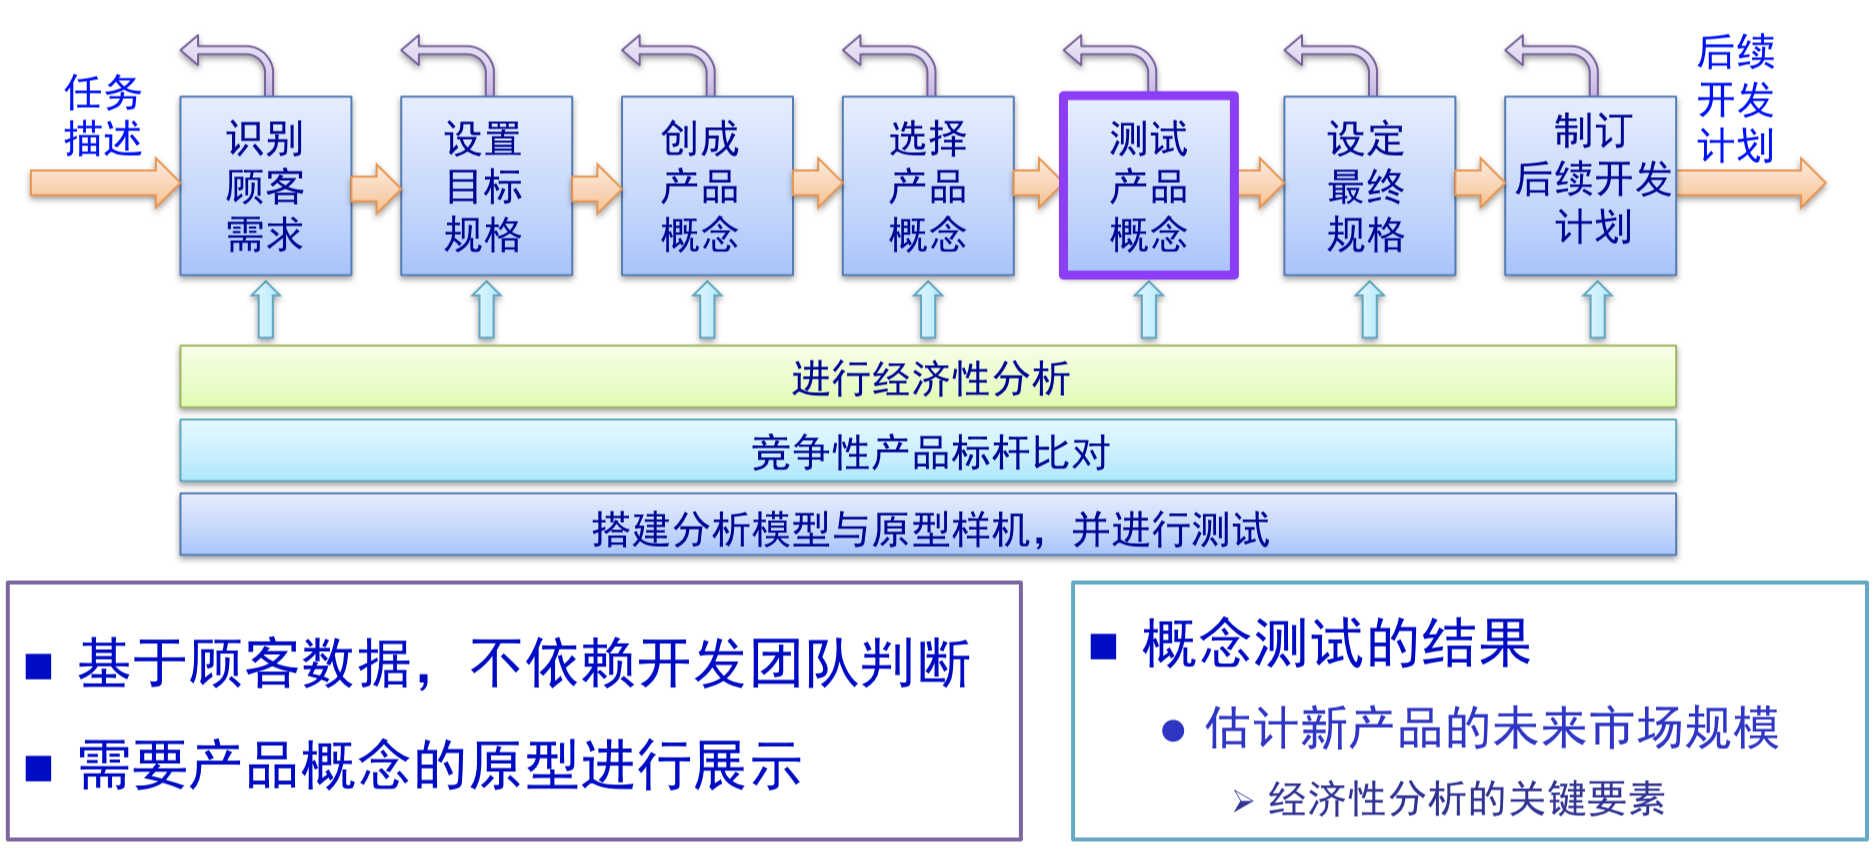 任务
描述
识别
顾客
需求
设置
目标
规格
创成
产品
概念
选择
产品
概念
测试
产品
概念
设定
最终
规格
制订
后续开发
计划
后续
开发
计划
进行经济性分析
竞争性产品标杆比对
搭建分析模型与原型样机，并进行测试
■ 基于顾客数据，不依赖开发团队判断
■ 需要产品概念的原型进行展示
■ 概念测试的结果
● 估计新产品的未来市场规模
➢ 经济性分析的关键要素